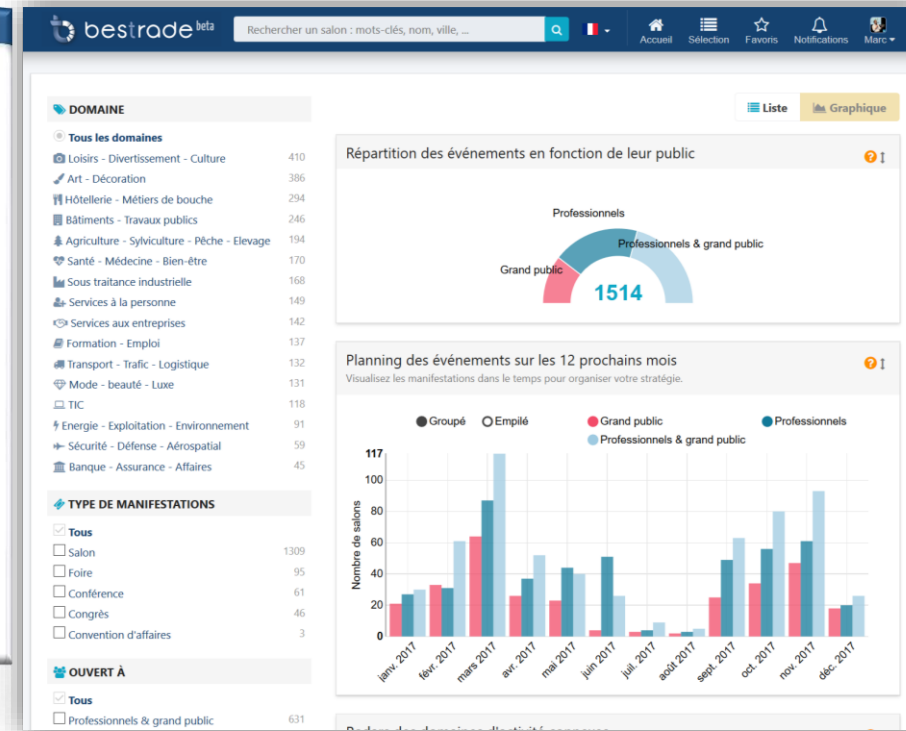 bestrade beta
Rechercher un salon : mots-clés, nom, ville, ...
Accueil
Sélection
Favoris
Notifications
Marc
DOMAINE
Tous les domaines
Loisirs - Divertissement - Culture 410
Art - Décoration 386
Hôtellerie - Métiers de bouche 294
Bâtiments - Travaux publics 246
Agriculture - Sylviculture - Pêche - Elevage 194
Santé - Médecine - Bien-être 170
Sous traitance industrielle 168
Services à la personne 149
Services aux entreprises 142
Formation - Emploi 137
Transport - Trafic - Logistique 132
Mode - beauté - Luxe 131
TIC 118
Energie - Exploitation - Environnement 91
Sécurité - Défense - Aérospatial 59
Banque - Assurance - Affaires 45
TYPE DE MANIFESTATIONS
Tous
Salon 1309
Foire 95
Conférence 61
Congrès 46
Convention d'affaires 3
OUVERT À
Tous
Professionnels & grand public 631
Liste
Graphique
Répartition des événements en fonction de leur public
Professionnels
Professionnels & grand public
Grand public
1514
Planning des événements sur les 12 prochains mois
Visualisez les manifestations dans le temps pour organiser votre stratégie.
Groupé Empilé Grand public Professionnels
Professionnels & grand public
117
100
80
60
40
20
0
Nombre de salons
janv. 2017
févr. 2017
mars 2017
avr. 2017
mai 2017
juin 2017
juil. 2017
août 2017
sept. 2017
oct. 2017
nov. 2017
déc. 2017